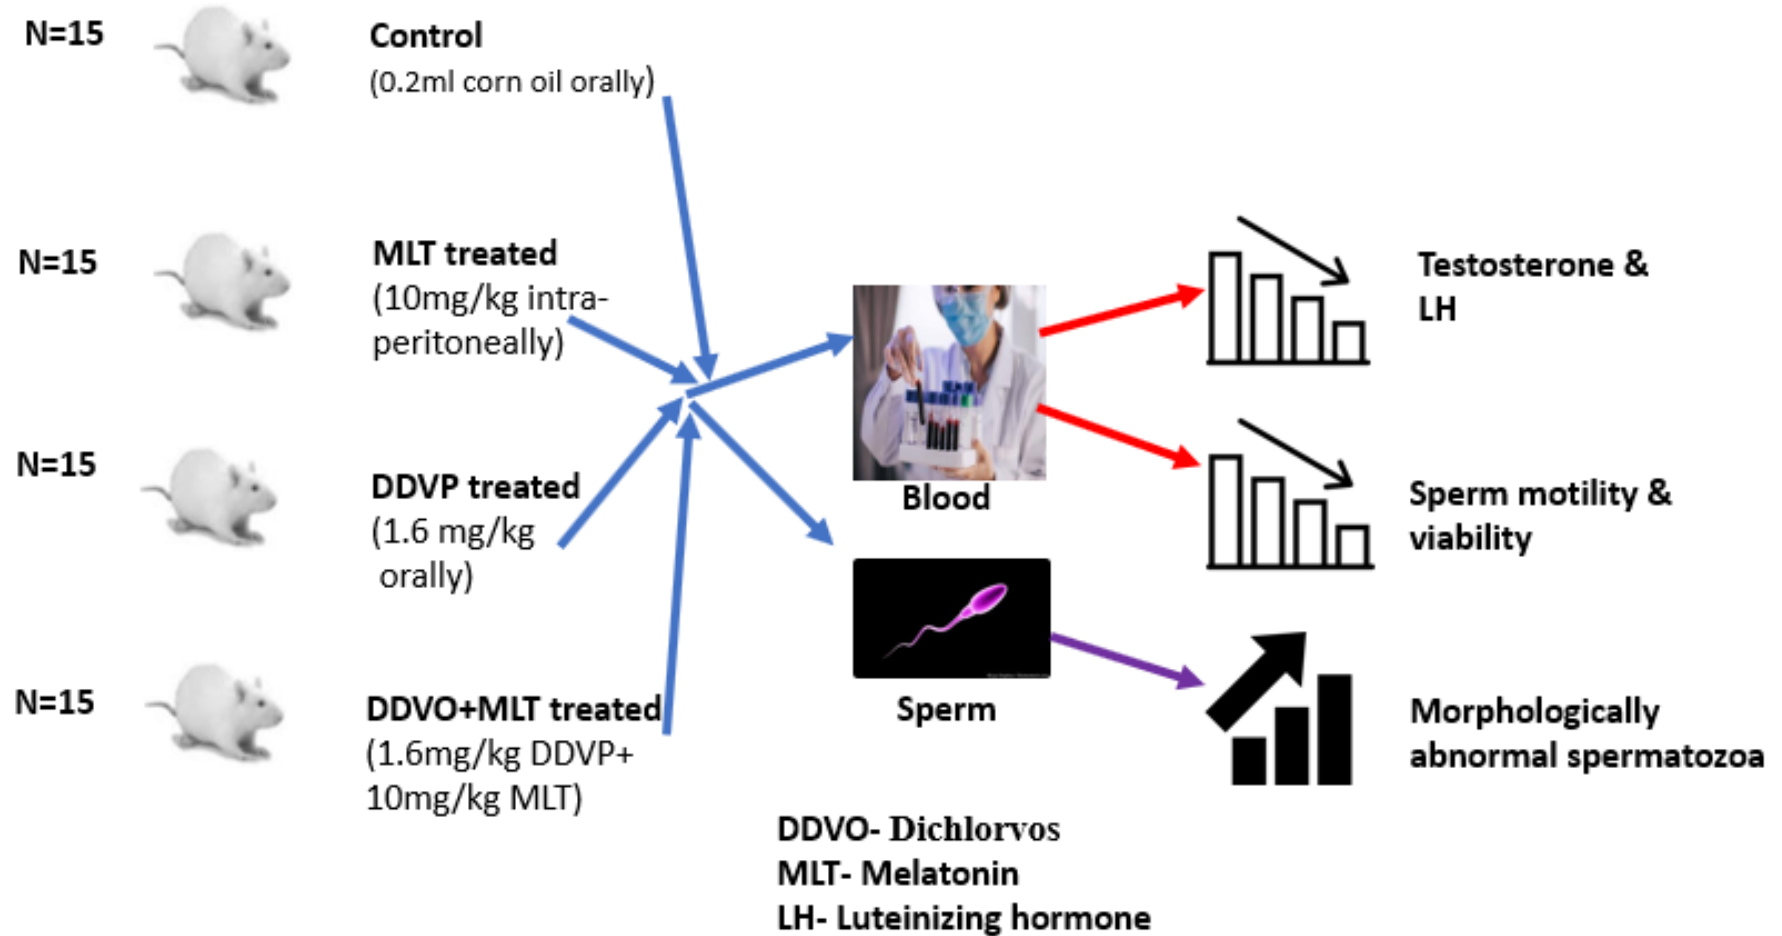 N=15
Control
(0.2ml corn oil orally)
N=15
MLT treated
(10mg/kg intra-
peritoneally)
N=15
DDVP treated
(1.6 mg/kg
orally)
N=15
DDVO+MLT treated
(1.6mg/kg DDVP+
10mg/kg MLT)
Blood
Sperm
Testosterone &
LH
Sperm motility &
viability
Morphologically
abnormal spermatozoa
DDVO- Dichlorvos
MLT- Melatonin
LH- Luteinizing hormone